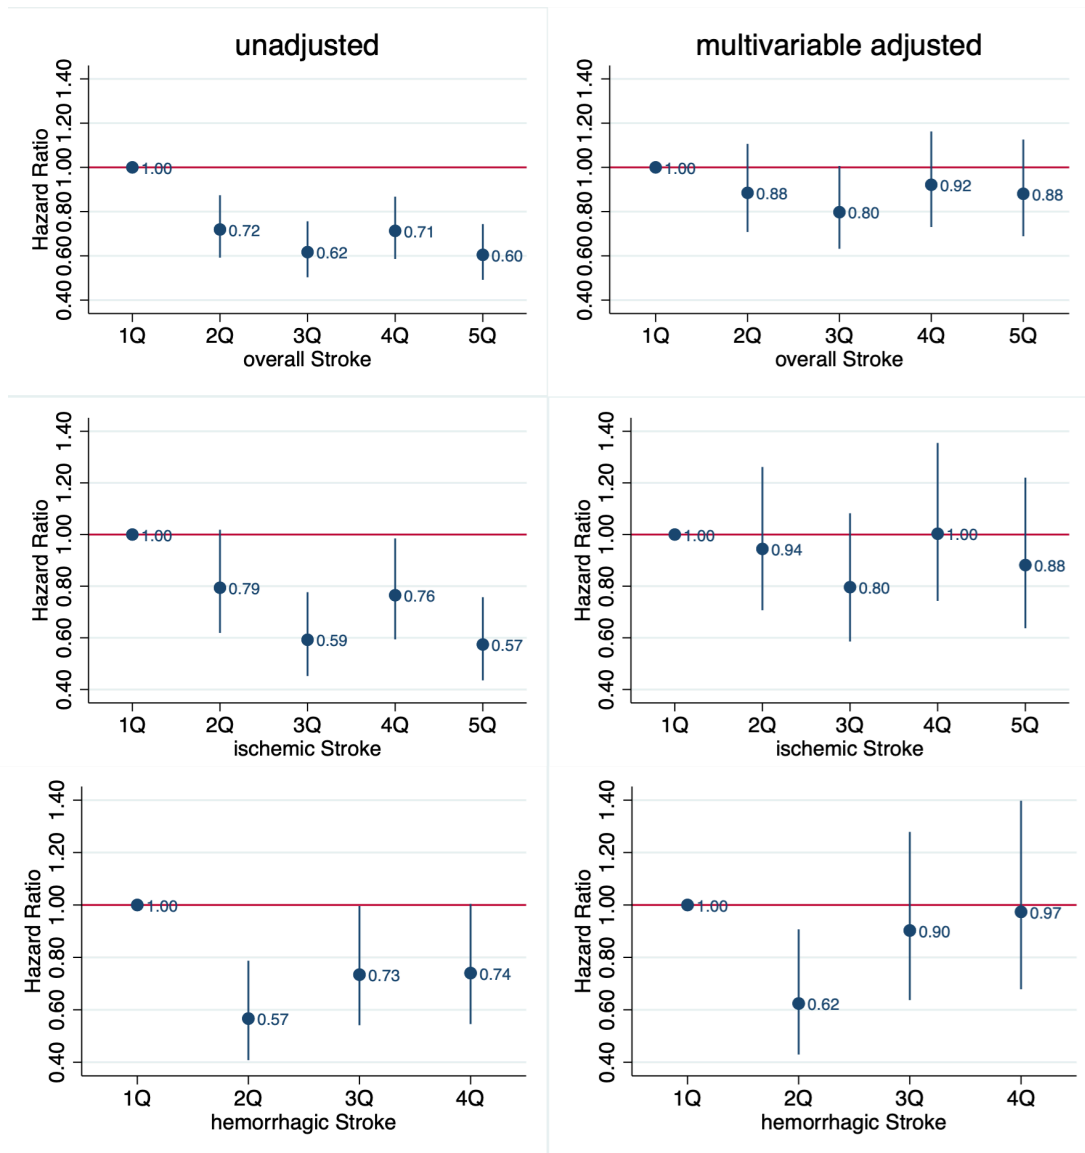 unadjusted
multivariable adjusted
Hazard Ratio
0.40 0.60 0.80 1.00 1.20 1.40
1.00
0.72
0.62
0.71
0.60
1Q 2Q 3Q 4Q 5Q
overall Stroke
Hazard Ratio
0.40 0.60 0.80 1.00 1.20 1.40
1.00
0.88
0.80
0.92
0.88
1Q 2Q 3Q 4Q 5Q
overall Stroke
Hazard Ratio
0.40 0.60 0.80 1.00 1.20 1.40
1.00
0.79
0.59
0.76
0.57
1Q 2Q 3Q 4Q 5Q
ischemic Stroke
Hazard Ratio
0.40 0.60 0.80 1.00 1.20 1.40
1.00
0.94
0.80
1.00
0.88
1Q 2Q 3Q 4Q 5Q
ischemic Stroke
Hazard Ratio
0.40 0.60 0.80 1.00 1.20 1.40
1.00
0.57
0.73
0.74
1Q 2Q 3Q 4Q
hemorrhagic Stroke
Hazard Ratio
0.40 0.60 0.80 1.00 1.20 1.40
1.00
0.62
0.90
0.97
1Q 2Q 3Q 4Q
hemorrhagic Stroke